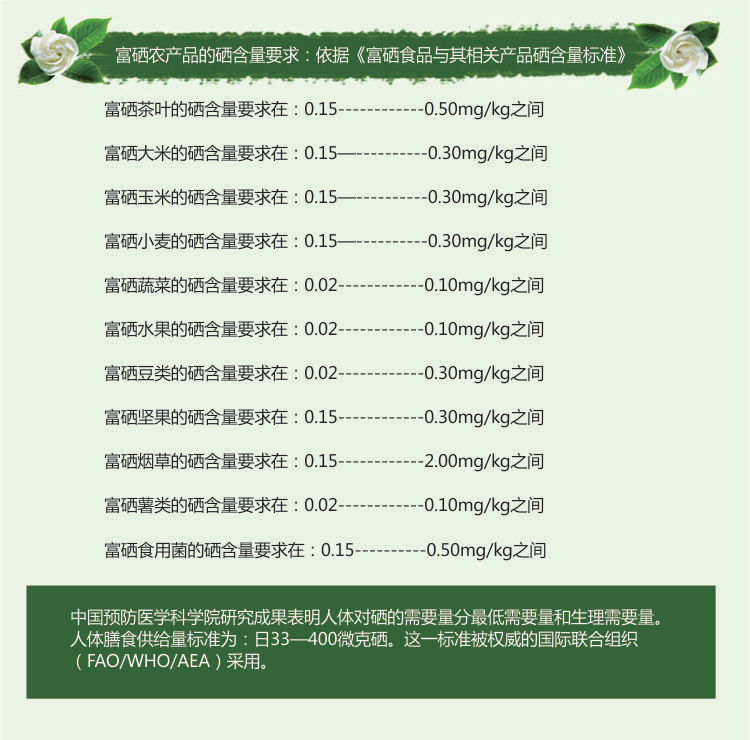 富硒农产品的硒含量要求：依据《富硒食品与其相关产品硒含量标准》
富硒茶叶的硒含量要求在：0.15------------0.50mg/kg之间
富硒大米的硒含量要求在：0.15—----------0.30mg/kg之间
富硒玉米的硒含量要求在：0.15—----------0.30mg/kg之间
富硒小麦的硒含量要求在：0.15—----------0.30mg/kg之间
富硒蔬菜的硒含量要求在：0.02------------0.10mg/kg之间
富硒水果的硒含量要求在：0.02------------0.10mg/kg之间
富硒豆类的硒含量要求在：0.02------------0.30mg/kg之间
富硒坚果的硒含量要求在：0.15------------0.30mg/kg之间
富硒烟草的硒含量要求在：0.15------------2.00mg/kg之间
富硒薯类的硒含量要求在：0.02------------0.10mg/kg之间
富硒食用菌的硒含量要求在：0.15----------0.50mg/kg之间
中国预防医学科学院研究成果表明人体对硒的需要量分最低需要量和生理需要量。
人体膳食供给量标准为：日33—400微克硒。这一标准被权威的国际联合组织
（FAO/WHO/AEA）采用。